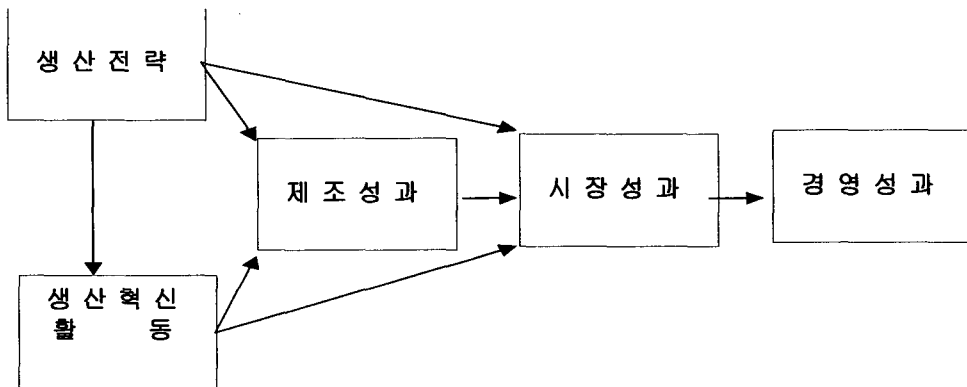 생 산 전 략
제 조 성 과
시 장 성 과
경 영 성 과
생 산 혁 신
활 동